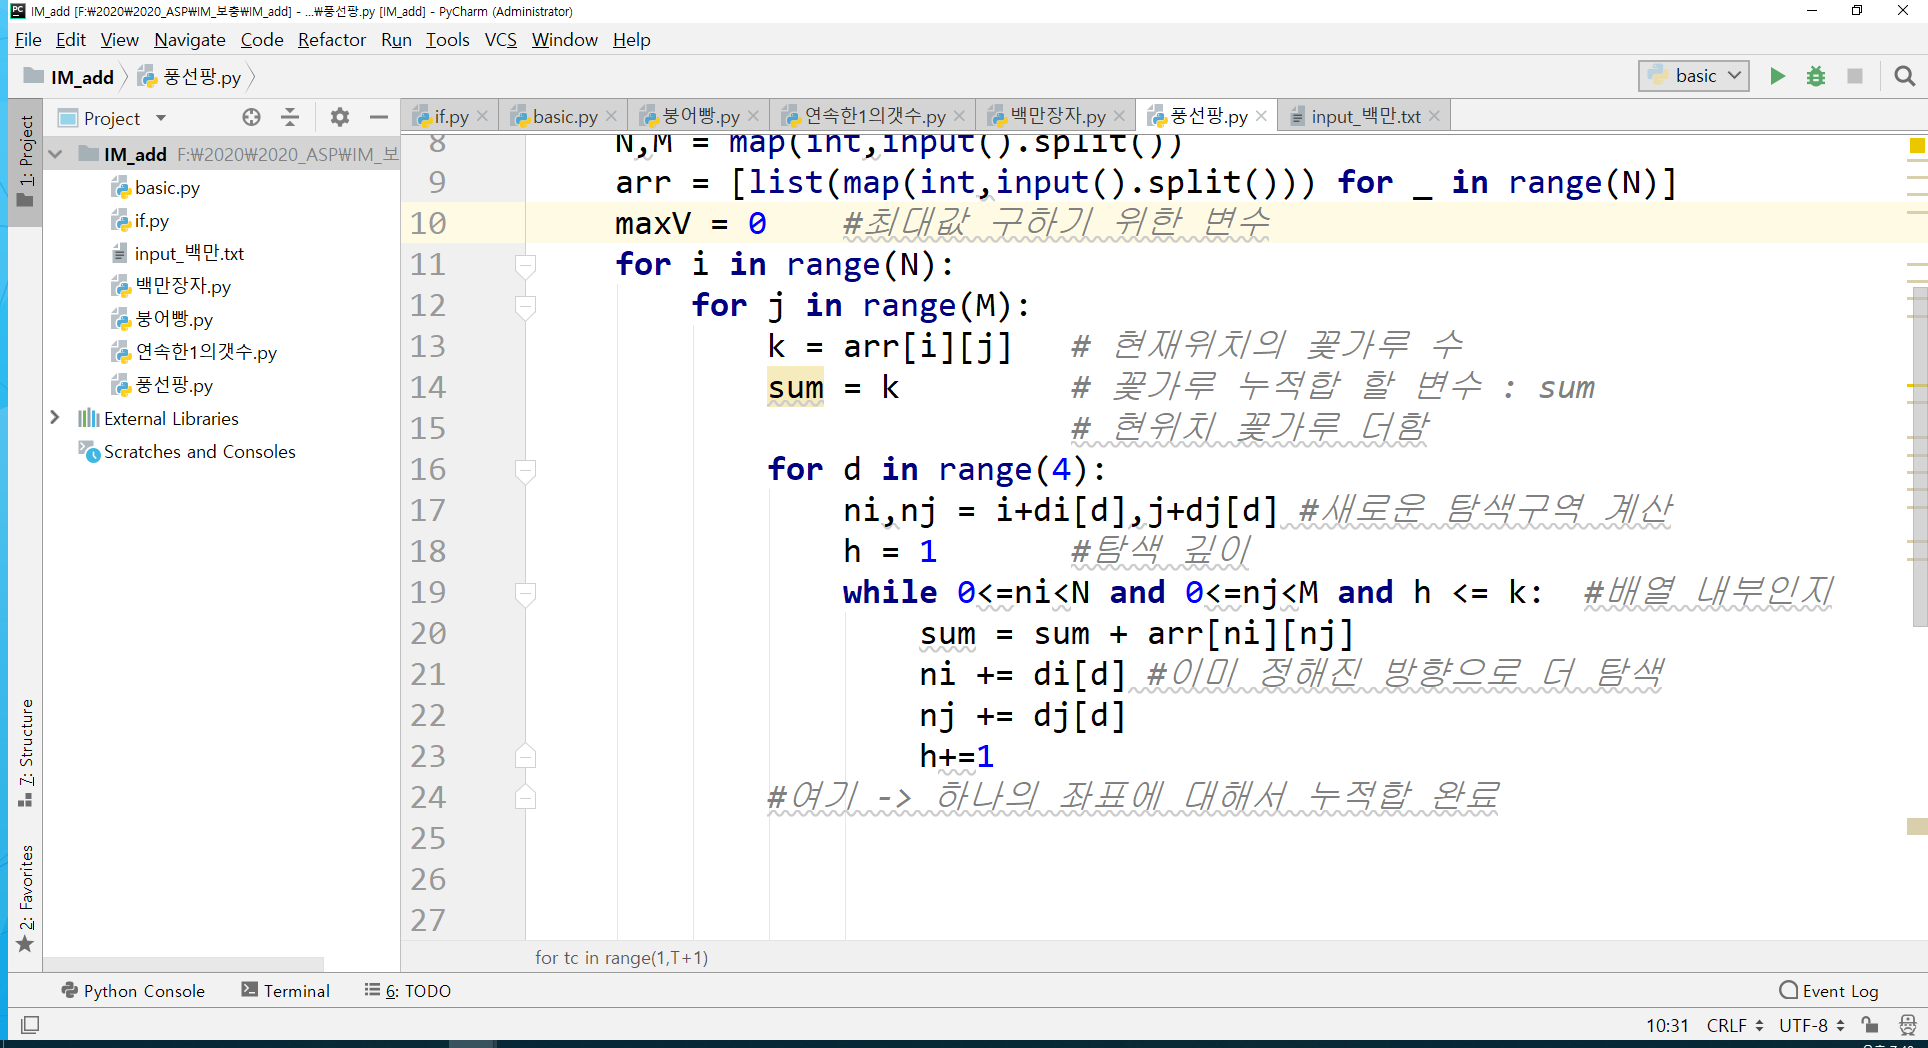 IM_add [F:₩2020₩2020_ASP₩IM_보충₩IM_add] - ...₩풍선팡.py [IM_add] - PyCharm (Administrator)
File Edit View Navigate Code Refactor Run Tools VCS Window Help
IM_add 풍선팡.py
basic
Project
if.py basic.py 붕어빵.py 연속한1의갯수.py 백만장자.py 풍선팡.py input_백만.txt
1: Project
IM_add F:₩2020₩2020_ASP₩IM_보
basic.py
if.py
input_백만.txt
백만장자.py
붕어빵.py
연속한1의갯수.py
풍선팡.py
External Libraries
Scratches and Consoles
7: Structure
2: Favorites
8 N,M = map(int,input().split())
9 arr = [list(map(int,input().split())) for _ in range(N)]
10 maxV = 0 #최대값 구하기 위한 변수
11 for i in range(N):
12 for j in range(M):
13 k = arr[i][j] # 현재위치의 꽃가루 수
14 sum = k # 꽃가루 누적합 할 변수 : sum
15 # 현위치 꽃가루 더함
16 for d in range(4):
17 ni,nj = i+di[d],j+dj[d] #새로운 탐색구역 계산
18 h = 1 #탐색 깊이
19 while 0<=ni<N and 0<=nj<M and h <= k: #배열 내부인지
20 sum = sum + arr[ni][nj]
21 ni += di[d] #이미 정해진 방향으로 더 탐색
22 nj += dj[d]
23 h+=1
24 #여기 -> 하나의 좌표에 대해서 누적합 완료
25
26
27
for tc in range(1,T+1)
Python Console Terminal 6: TODO Event Log
10:31 CRLF UTF-8